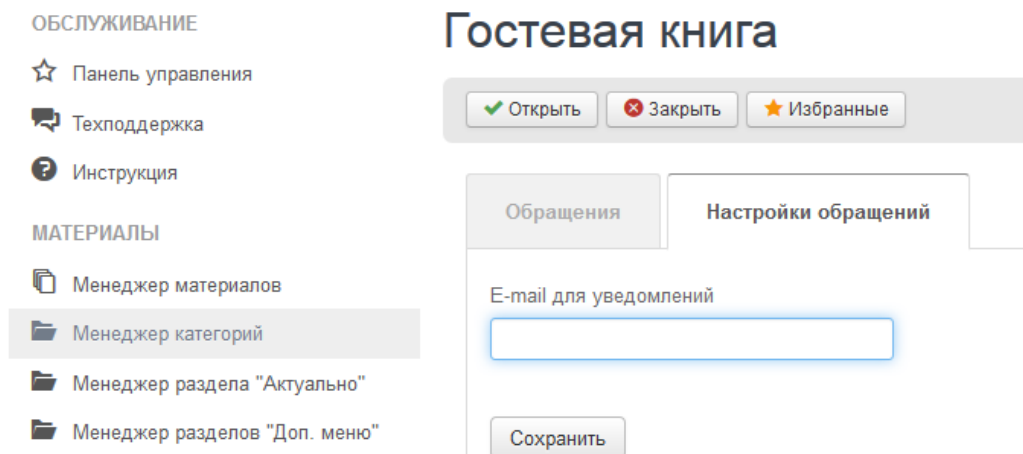 ОБСЛУЖИВАНИЕ
Панель управления
Техподдержка
Инструкция
МАТЕРИАЛЫ
Менеджер материалов
Менеджер категорий
Менеджер раздела "Актуально"
Менеджер разделов "Доп. меню"
Гостевая книга
Открыть Закрыть Избранные
Обращения Настройки обращений
E-mail для уведомлений
Сохранить